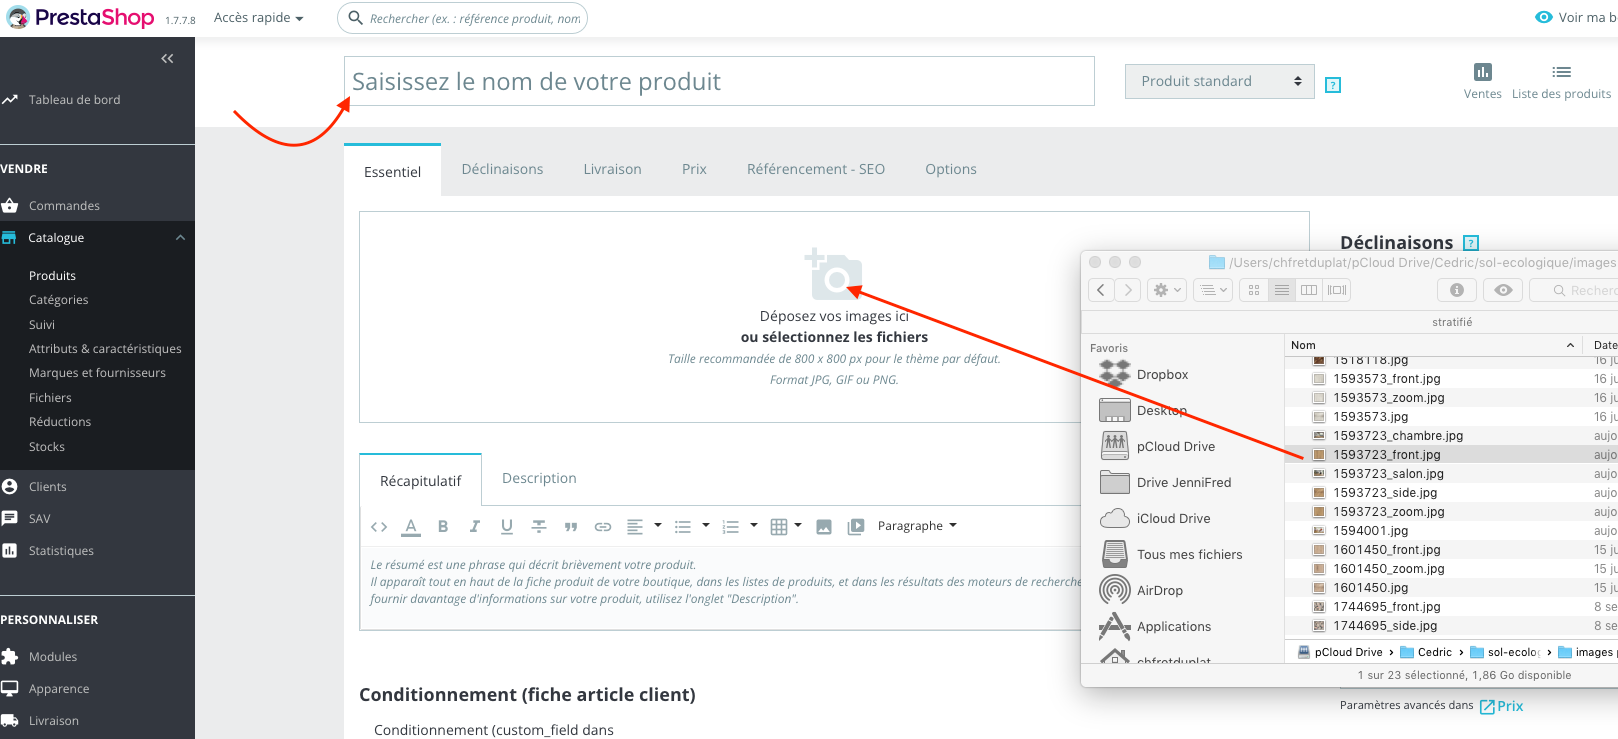 PrestaShop 1.7.7.8 Accès rapide
Rechercher (ex. : référence produit, nom
Voir ma b
Tableau de bord
VENDRE
Commandes
Catalogue
Produits
Catégories
Suivi
Attributs & caractéristiques
Marques et fournisseurs
Fichiers
Réductions
Stocks
Clients
SAV
Statistiques
PERSONNALISER
Modules
Apparence
Livraison
Saisissez le nom de votre produit
Produit standard
?
Ventes
Liste des produits
Essentiel Déclinaisons Livraison Prix Référencement - SEO Options
Déposez vos images ici
ou sélectionnez les fichiers
Taille recommandée de 800 x 800 px pour le thème par défaut.
Format JPG, GIF ou PNG.
Récapitulatif Description
A B I U Paragraphe
Le résumé est une phrase qui décrit brièvement votre produit.
Il apparaît tout en haut de la fiche produit de votre boutique, dans les listes de produits, et dans les résultats des moteurs de recherche
fournir davantage d'informations sur votre produit, utilisez l'onglet "Description".
Conditionnement (fiche article client)
Conditionnement (custom_field dans
Déclinaisons ?
/Users/chfretduplat/pCloud Drive/Cedric/sol-ecologique/images
Recherc
stratifié
Favoris
Dropbox
Desktop
pCloud Drive
Drive JenniFred
iCloud Drive
Tous mes fichiers
AirDrop
Applications
chfretduplat
Nom Date
1518118.jpg 16 ju
1593573_front.jpg 16 ju
1593573_zoom.jpg 16 ju
1593573.jpg 16 ju
1593723_chambre.jpg aujo
1593723_front.jpg aujo
1593723_salon.jpg aujo
1593723_side.jpg aujo
1593723_zoom.jpg aujo
1594001.jpg aujo
1601450_front.jpg 15 ju
1601450_zoom.jpg 15 ju
1601450.jpg 15 ju
1744695_front.jpg 8 se
1744695_side.jpg 8 se
pCloud Drive › Cedric › sol-ecolo › images p
1 sur 23 sélectionné, 1,86 Go disponible
Paramètres avancés dans Prix